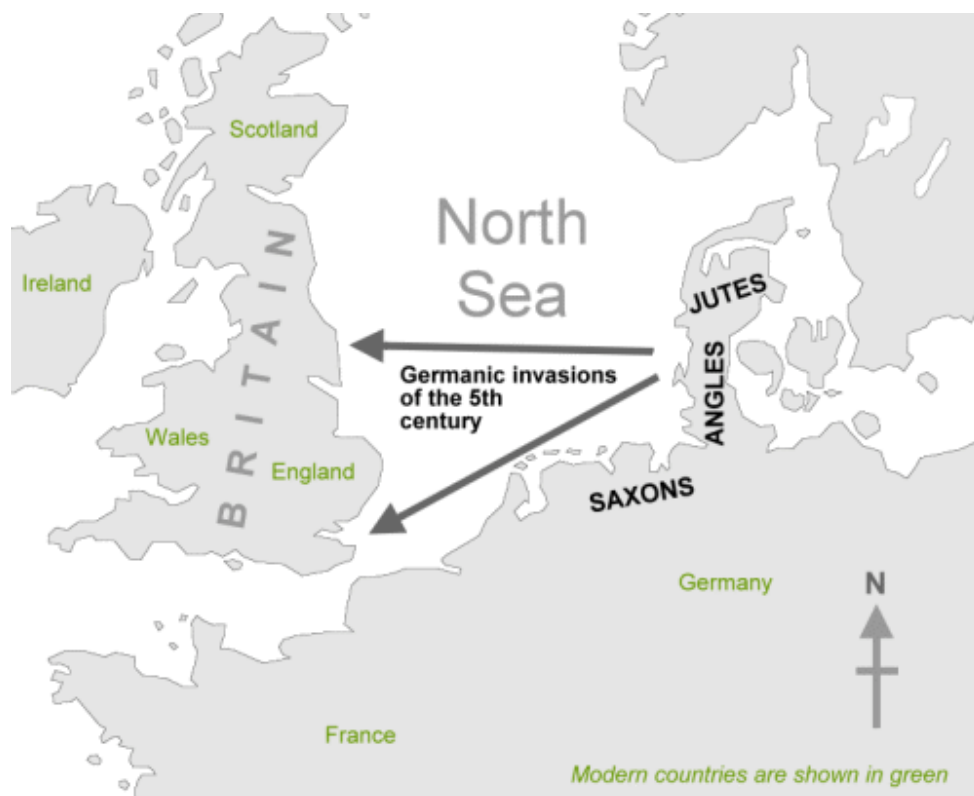 Scotland
North
Sea
Ireland
BRITAIN
JUTES
ANGLES
Germanic invasions
of the 5th
century
Wales
England
SAXONS
Germany
N
France
Modern countries are shown in green